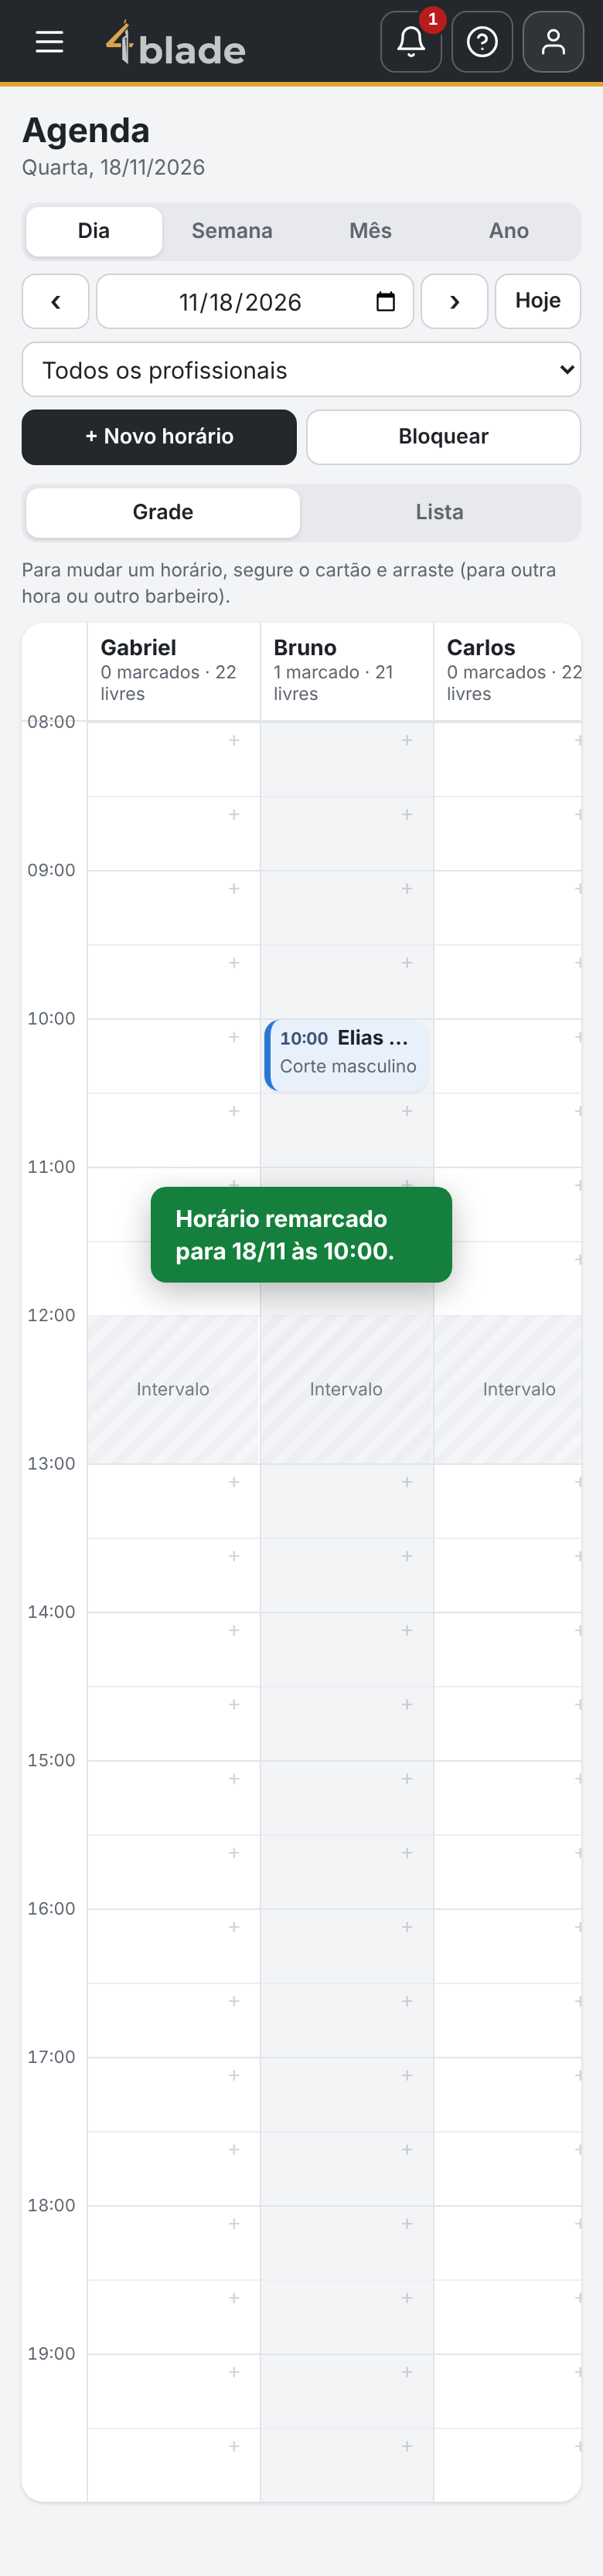 4blade
1
Agenda
Quarta, 18/11/2026
Dia Semana Mês Ano
‹ 11/18/2026 › Hoje
Todos os profissionais
+ Novo horário Bloquear
Grade Lista
Para mudar um horário, segure o cartão e arraste (para outra
hora ou outro barbeiro).
Gabriel Bruno Carlos
0 marcados · 22 1 marcado · 21 0 marcados · 22
livres livres livres
08:00
+ +
+ +
09:00
+ +
+ +
10:00
+ 10:00 Elias ...
Corte masculino
+ +
11:00
Horário remarcado
para 18/11 às 10:00.
12:00
Intervalo Intervalo Intervalo
13:00
+ +
+ +
14:00
+ +
+ +
15:00
+ +
+ +
16:00
+ +
+ +
17:00
+ +
+ +
18:00
+ +
+ +
19:00
+ +
+ +